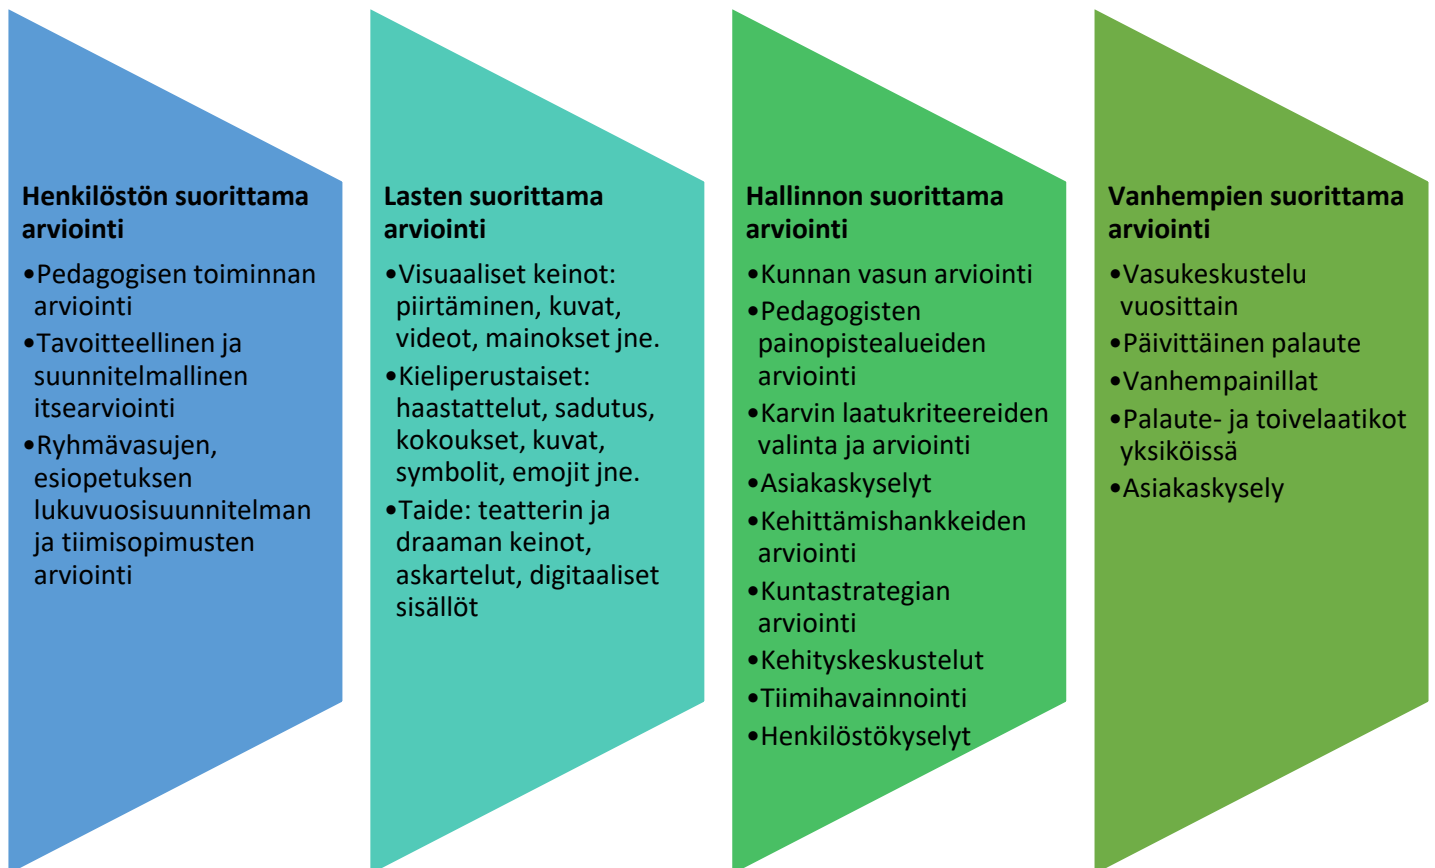 Henkilöstön suorittama
arviointi
•Pedagogisen toiminnan
arviointi
•Tavoitteellinen ja
suunnitelmallinen
itsearviointi
•Ryhmävasujen,
esiopetuksen
lukuvuosisuunnitelman
ja tiimisopimusten
arviointi
Lasten suorittama
arviointi
•Visuaaliset keinot:
piirtäminen, kuvat,
videot, mainokset jne.
•Kieliperustaiset:
haastattelut, sadutus,
kokoukset, kuvat,
symbolit, emojit jne.
•Taide: teatterin ja
draaman keinot,
askartelut, digitaaliset
sisällöt
Hallinnon suorittama
arviointi
•Kunnan vasun arviointi
•Pedagogisten
painopistealueiden
arviointi
•Karvin laatukriteereiden
valinta ja arviointi
•Asiakaskyselyt
•Kehittämishankkeiden
arviointi
•Kuntastrategian
arviointi
•Kehityskeskustelut
•Tiimihavainnointi
•Henkilöstökyselyt
Vanhempien suorittama
arviointi
•Vasukeskustelu
vuosittain
•Päivittäinen palaute
•Vanhempainillat
•Palaute- ja toivelaatikot
yksiköissä
•Asiakaskysely